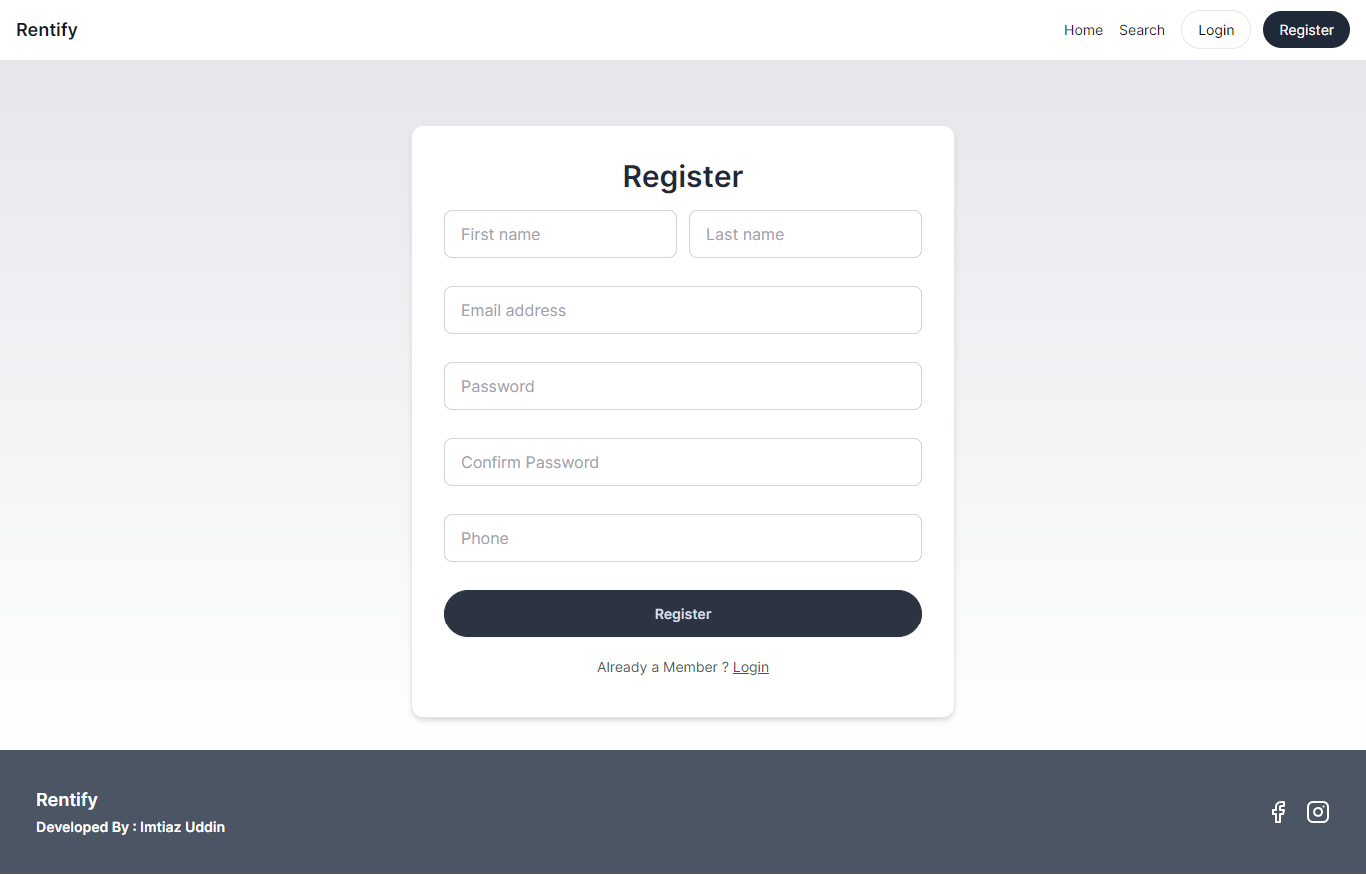 Rentify Home Search Login Register
Register
First name Last name
Email address
Password
Confirm Password
Phone
Register
Already a Member ? Login
Rentify
Developed By : Imtiaz Uddin